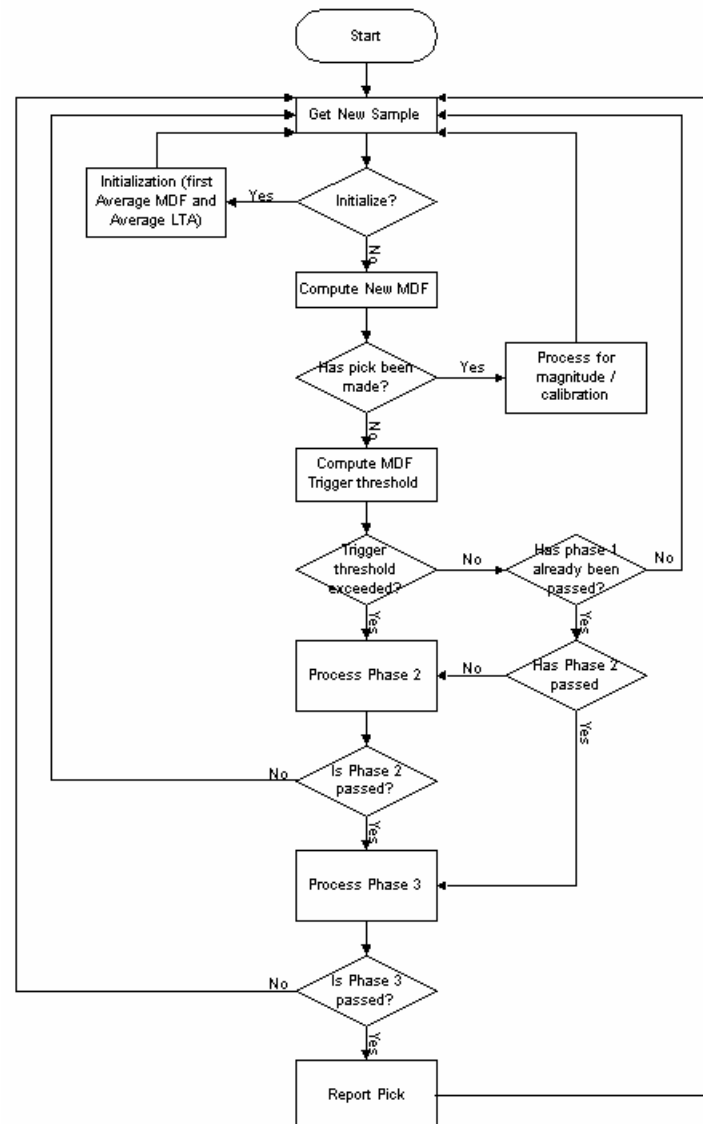 Start
Get New Sample
Initialization (first
Average MDF and
Average LTA)
Yes
Initialize?
No
Compute New MDF
Has pick been
made?
Yes
Process for
magnitude /
calibration
No
Compute MDF
Trigger threshold
Trigger
threshold
exceeded?
No
Has phase 1
already been
passed?
No
Yes
Yes
Process Phase 2
No
Has Phase 2
passed
Yes
No
Is Phase 2
passed?
Yes
Process Phase 3
No
Is Phase 3
passed?
Yes
Report Pick